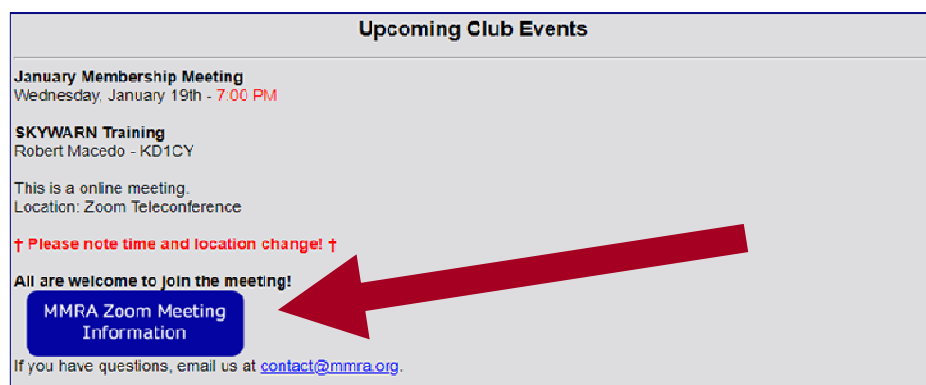 Upcoming Club Events
January Membership Meeting
Wednesday, January 19th - 7:00 PM
SKYWARN Training
Robert Macedo - KD1CY
This is a online meeting.
Location: Zoom Teleconference
† Please note time and location change! †
All are welcome to join the meeting!
MMRA Zoom Meeting
Information
If you have questions, email us at contact@mmra.org.